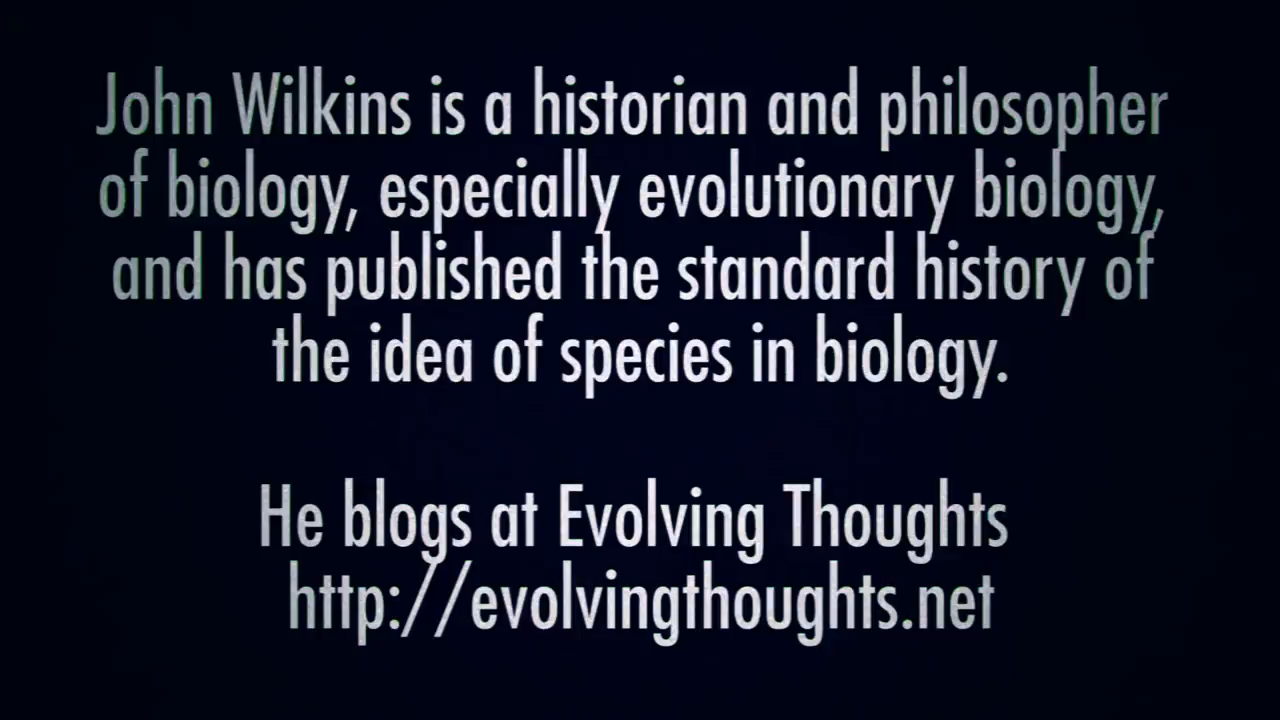 John Wilkins is a historian and philosopher
of biology, especially evolutionary biology,
and has published the standard history of
the idea of species in biology.
He blogs at Evolving Thoughts
http://evolvingthoughts.net